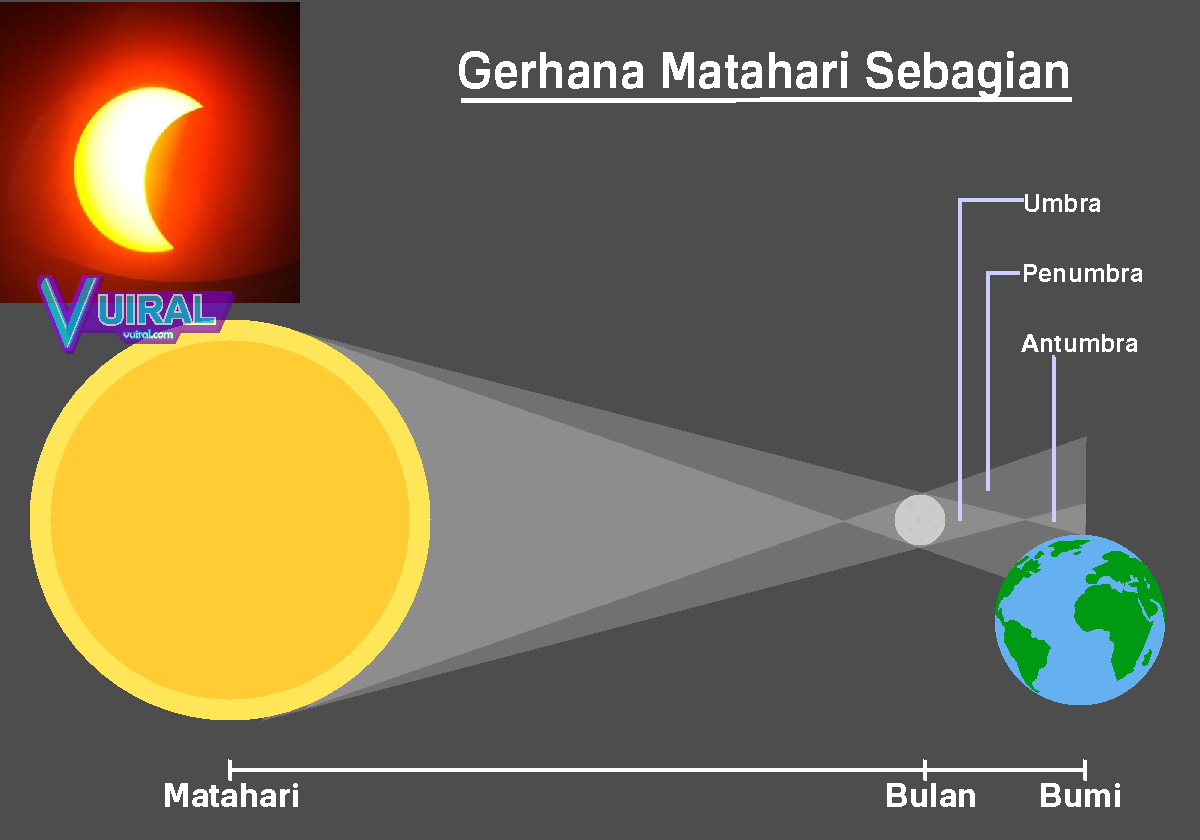 Gerhana Matahari Sebagian
VUIRAL
vuiral.com
Umbra
Penumbra
Antumbra
Matahari
Bulan
Bumi